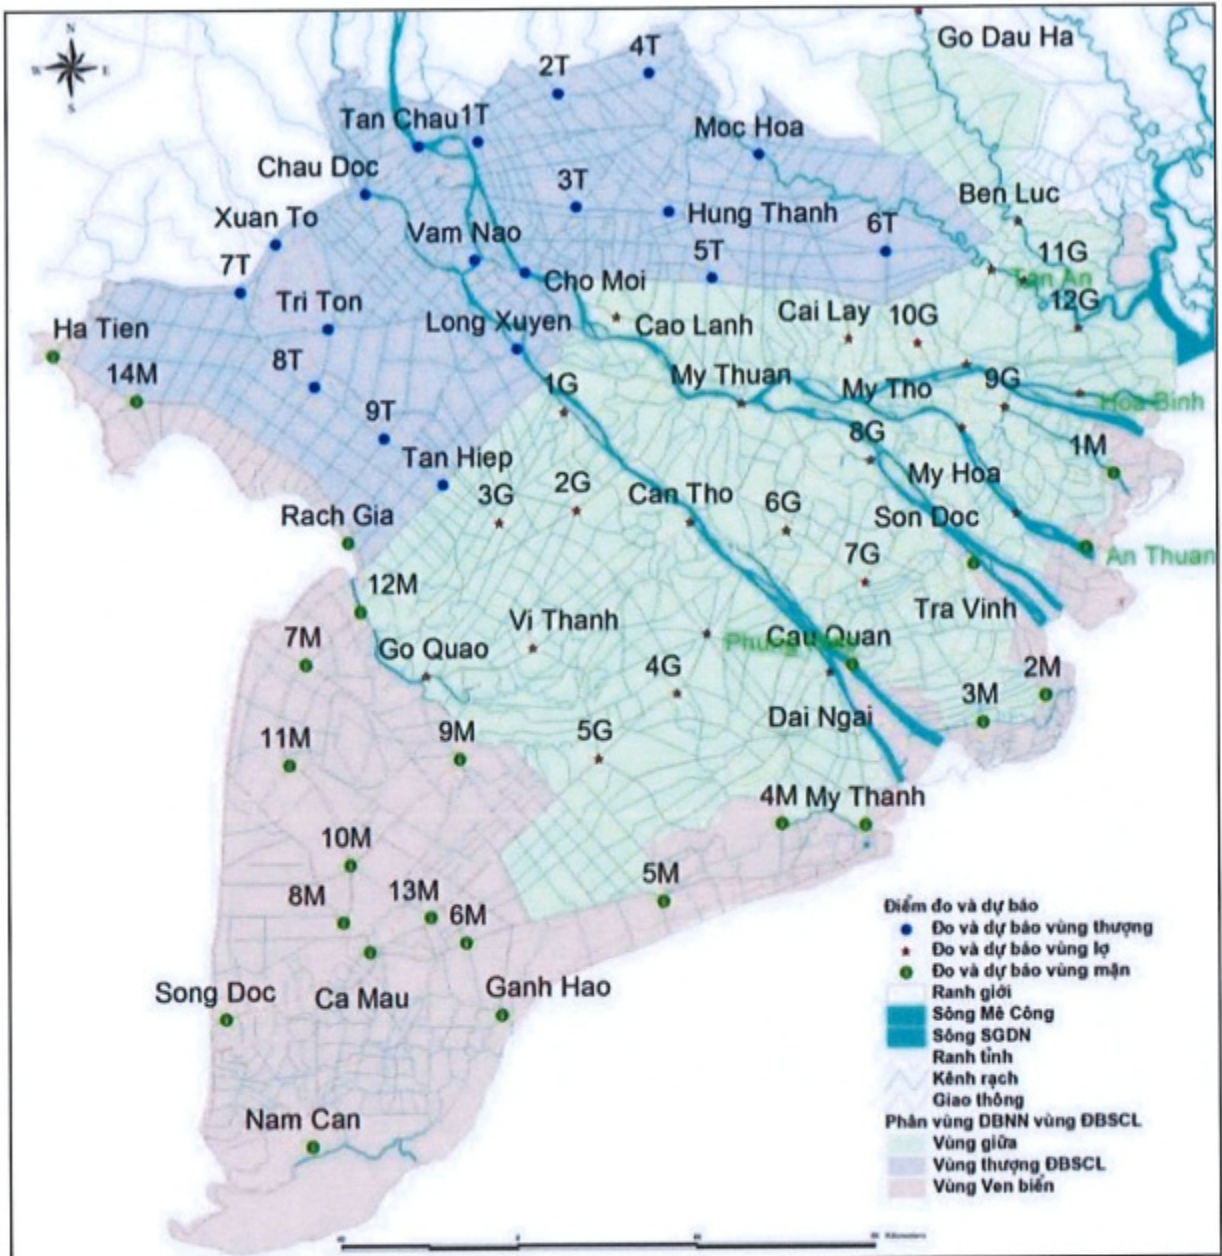 N
W E
S
Go Dau Ha
4T
2T
Tan Chau 1T
Moc Hoa
Chau Doc
3T
Ben Luc
Xuan To
Vam Nao
Hung Thanh
6T
11G
7T
5T
Tan An
Cho Moi
12G
Tri Ton
Ha Tien
Long Xuyen
Cao Lanh
Cai Lay
10G
14M
8T
My Thuan
My Tho
9G
1G
Hoa Binh
9T
8G
1M
Tan Hiep
My Hoa
3G
2G
Can Tho
6G
Rach Gia
Son Doc
7G
An Thuan
12M
Vi Thanh
Tra Vinh
7M
Go Quao
Cau Quan
4G
2M
3M
11M
9M
5G
Dai Ngai
4M My Thanh
10M
5M
8M
13M
6M
Song Doc
Ca Mau
Ganh Hao
Nam Can
Điểm đo và dự báo
Đo và dự báo vùng thượng
Đo và dự báo vùng lợ
Đo và dự báo vùng mặn
Ranh giới
Sông Mê Công
Sông SGDN
Ranh tỉnh
Kênh rạch
Giao thông
Phân vùng DBNN vùng ĐBSCL
Vùng giữa
Vùng thượng ĐBSCL
Vùng Ven biển
Kilometers